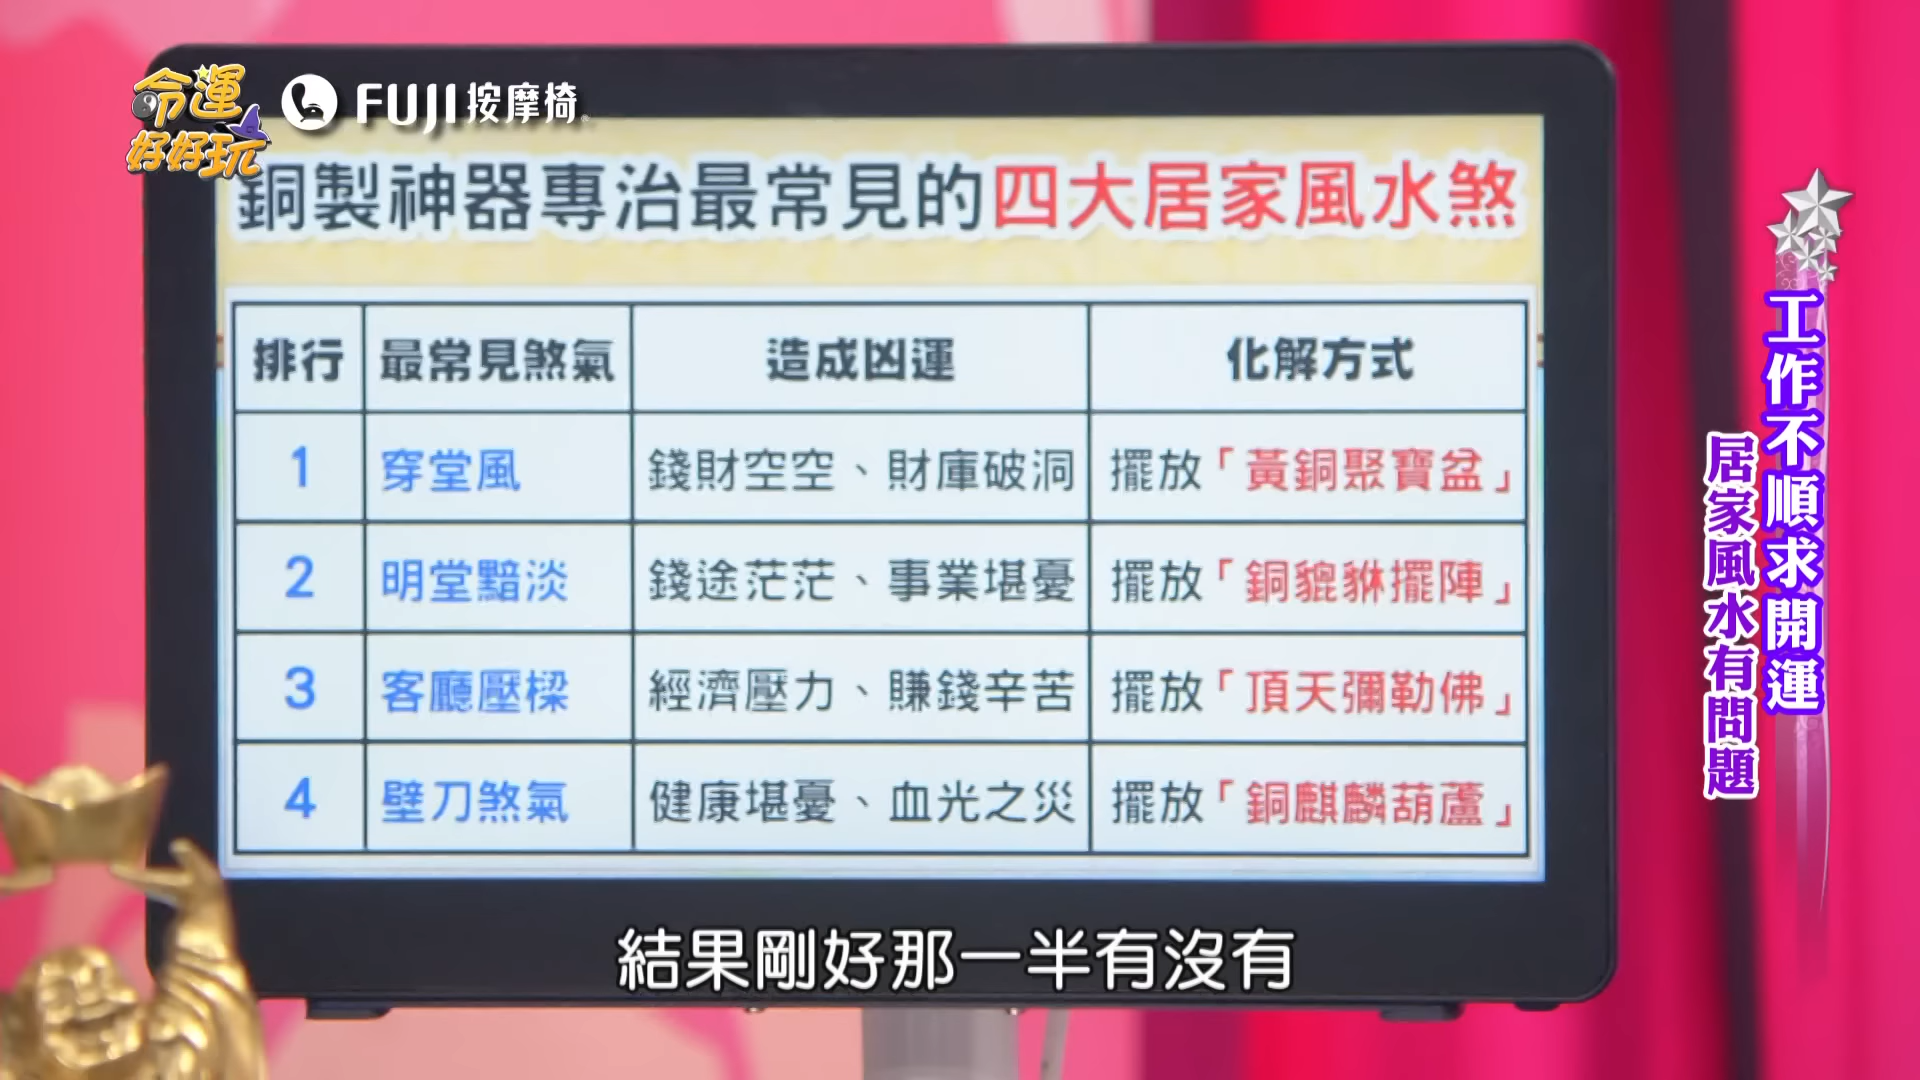 命運
好好玩
FUJI按摩椅
銅製神器專治最常見的四大居家風水煞
排行 最常見煞氣 造成凶運 化解方式
1 穿堂風 錢財空空、財庫破洞 擺放「黃銅聚寶盆」
2 明堂黯淡 錢途茫茫、事業堪憂 擺放「銅貔貅擺陣」
3 客廳壓樑 經濟壓力、賺錢辛苦 擺放「頂天彌勒佛」
4 壁刀煞氣 健康堪憂、血光之災 擺放「銅麒麟葫蘆」
工作不順求開運
居家風水有問題
結果剛好那一半有沒有